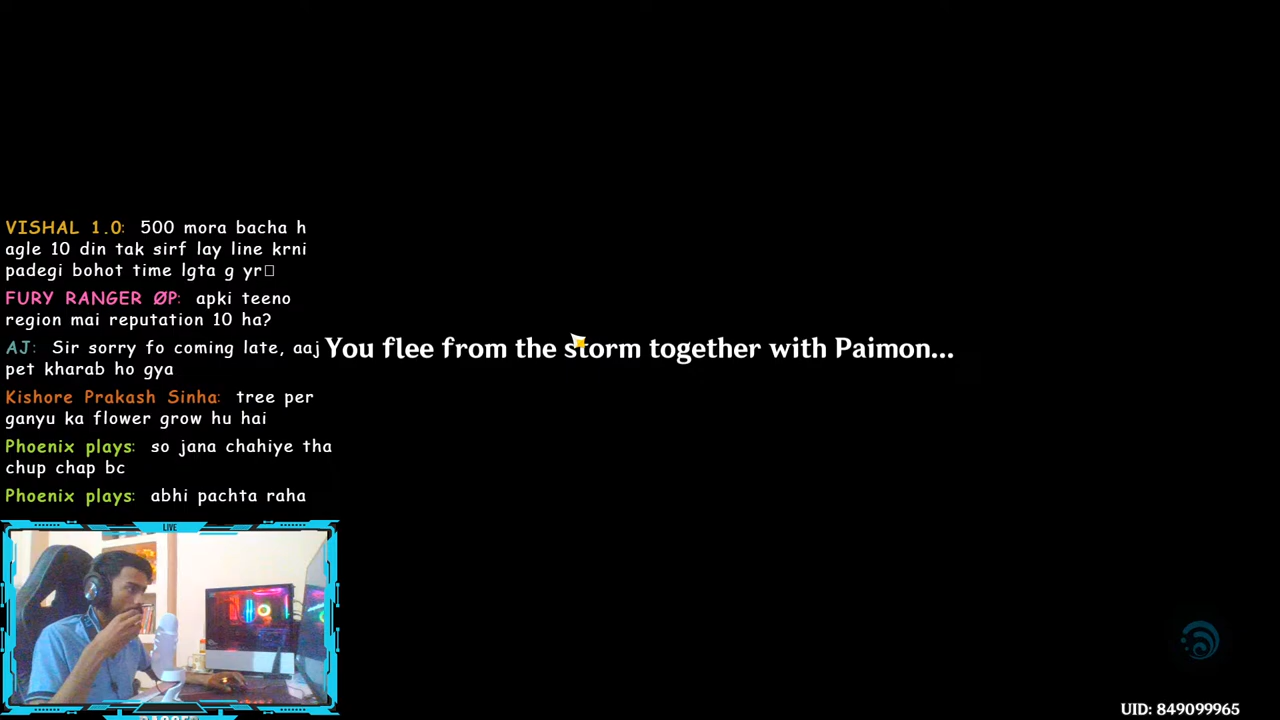 VISHAL 1.0: 500 mora bacha h
agle 10 din tak sirf lay line krni
padegi bohot time lgta g yr
FURY RANGER ØP: apki teeno
region mai reputation 10 ha?
AJ: Sir sorry fo coming late, aaj
pet kharab ho gya
You flee from the storm together with Paimon...
Kishore Prakash Sinha: tree per
ganyu ka flower grow hu hai
Phoenix plays: so jana chahiye tha
chup chap bc
Phoenix plays: abhi pachta raha
LIVE
UID: 849099965